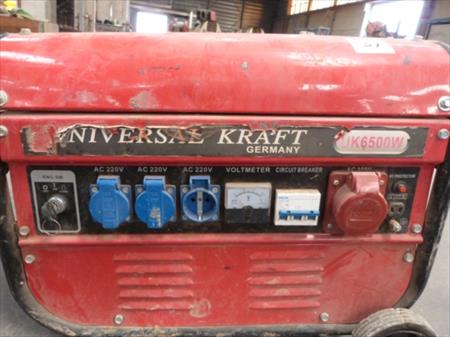 NIVERSAL KRAFT
GERMANY
UK6500W
AC 220V AC 220V AC 220V VOLTMETER CIRCUIT BREAKER